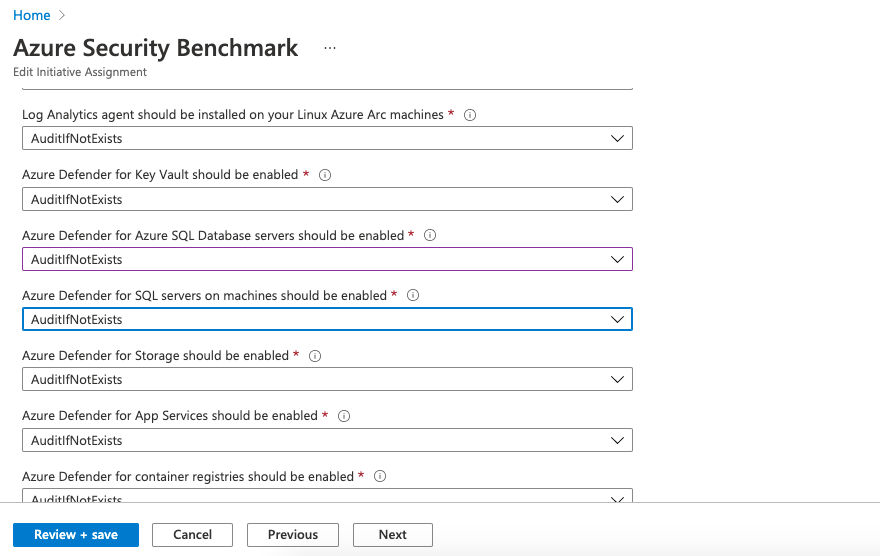 Home
Azure Security Benchmark ...
Edit Initiative Assignment
Log Analytics agent should be installed on your Linux Azure Arc machines *
AuditIfNotExists
Azure Defender for Key Vault should be enabled *
AuditIfNotExists
Azure Defender for Azure SQL Database servers should be enabled *
AuditIfNotExists
Azure Defender for SQL servers on machines should be enabled *
AuditIfNotExists
Azure Defender for Storage should be enabled *
AuditIfNotExists
Azure Defender for App Services should be enabled *
AuditIfNotExists
Azure Defender for container registries should be enabled *
AuditIfNotExists
Review + save Cancel Previous Next